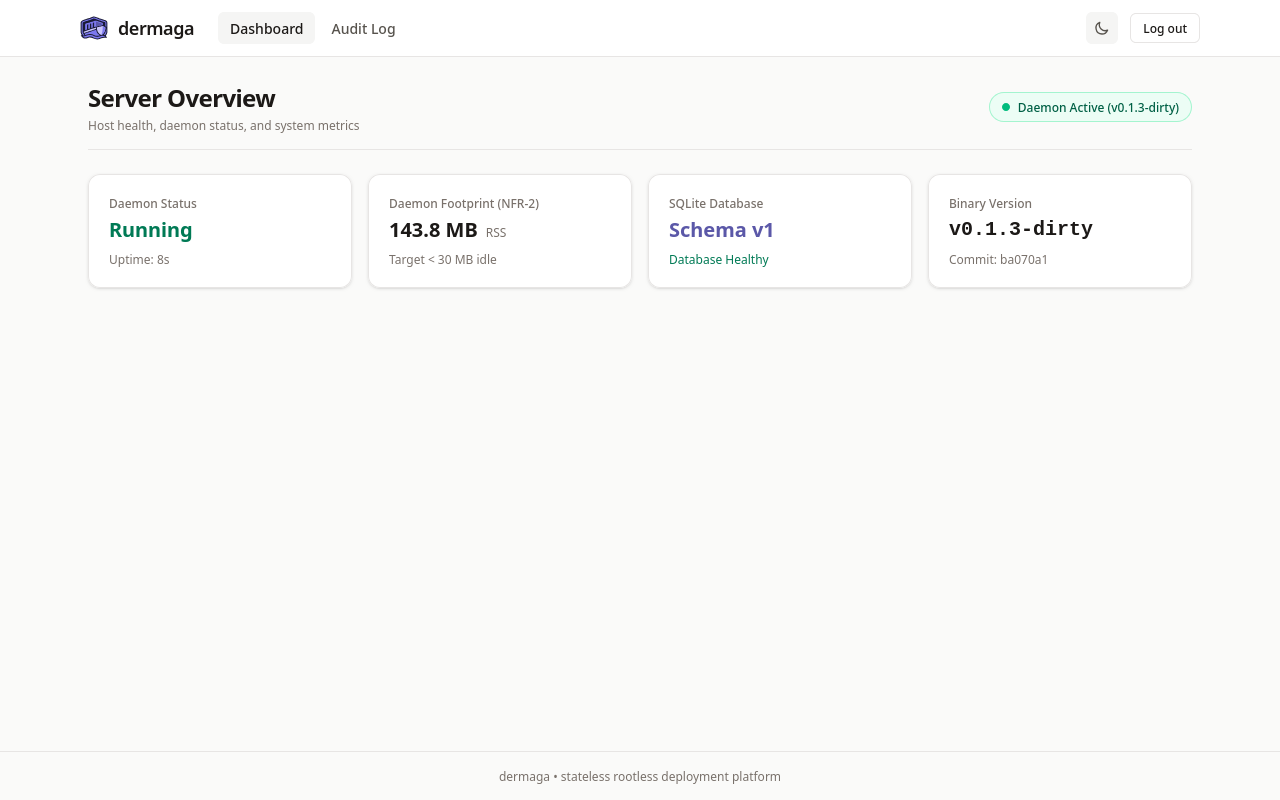 dermaga
Dashboard
Audit Log
Log out
Server Overview
Host health, daemon status, and system metrics
Daemon Active (v0.1.3-dirty)
Daemon Status
Running
Uptime: 8s
Daemon Footprint (NFR-2)
143.8 MB RSS
Target < 30 MB idle
SQLite Database
Schema v1
Database Healthy
Binary Version
v0.1.3-dirty
Commit: ba070a1
dermaga • stateless rootless deployment platform